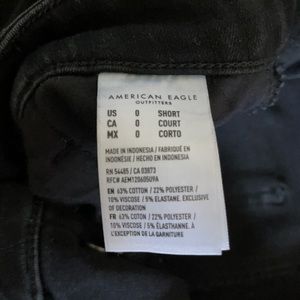 AMERICAN EAGLE
OUTFITTERS
US 0 SHORT
CA 0 COURT
MX 0 CORTO
MADE IN INDONESIA / FABRIQUÉ EN
INDONÉSIE / HECHO EN INDONESIA
RN 54485 / CA 03873
RFC# AEM1206050V9A
EN 63% COTTON / 22% POLYESTER /
10% VISCOSE / 5% ELASTANE. EXCLUSIVE
OF DECORATION
FR 63% COTON / 22% POLYESTER /
10% VISCOSE / 5% ÉLASTHANNE. À
L'EXCEPTION DE LA GARNITURE